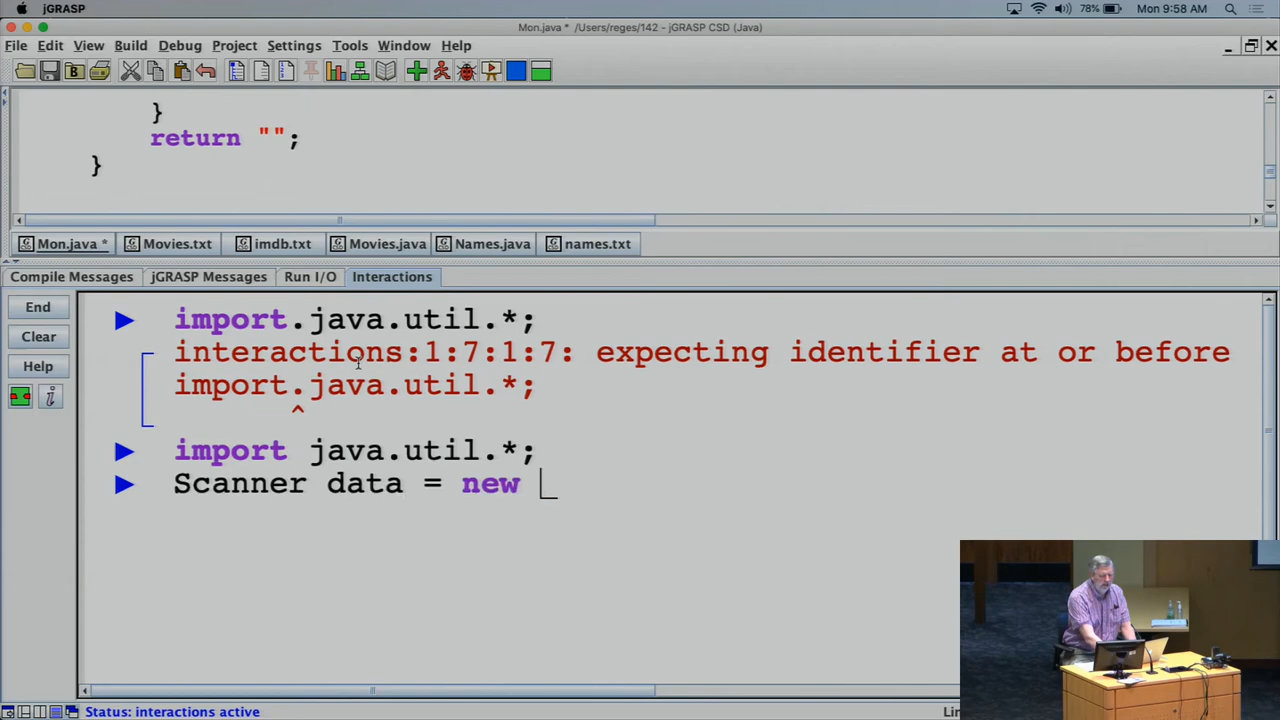 jGRASP
78%
Mon 9:58 AM
Mon.java * /Users/reges/142 - jGRASP CSD (Java)
File Edit View Build Debug Project Settings Tools Window Help
}
return "";
}
Mon.java * Movies.txt imdb.txt Movies.java Names.java names.txt
Compile Messages jGRASP Messages Run I/O Interactions
End
Clear
Help
import.java.util.*;
interactions:1:7:1:7: expecting identifier at or before
import.java.util.*;
^
import java.util.*;
Scanner data = new
Status: interactions active